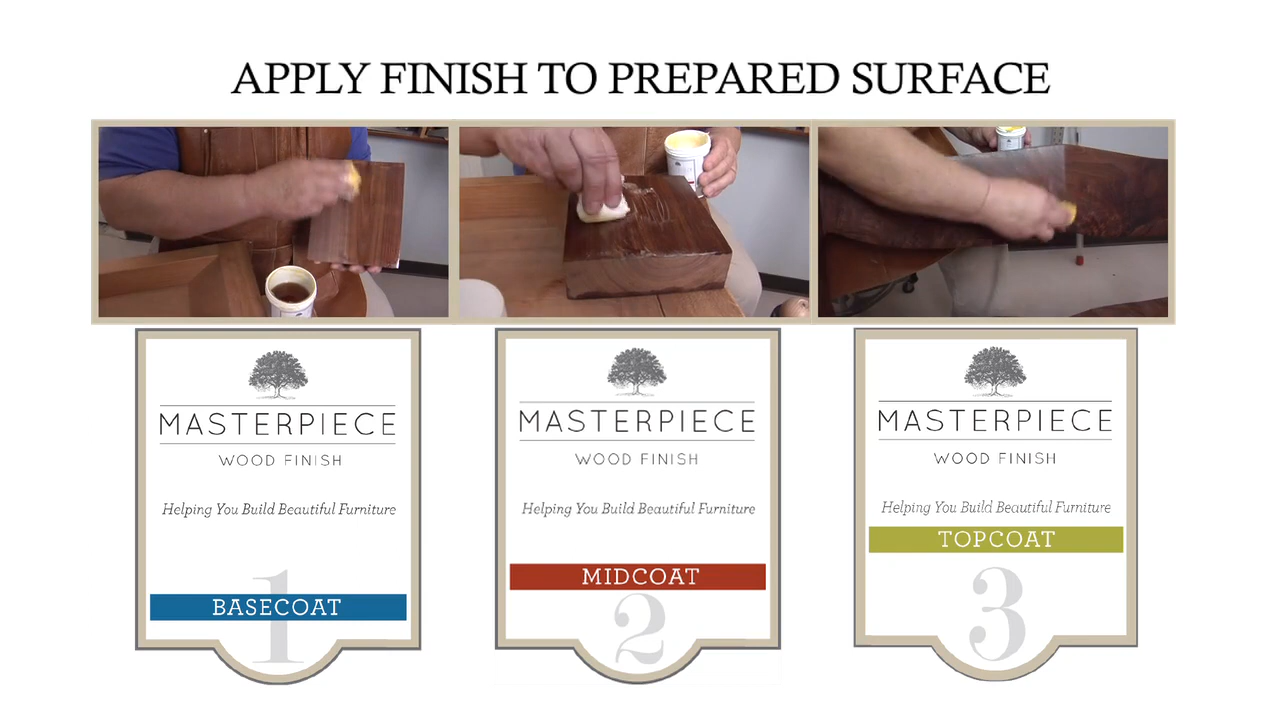 APPLY FINISH TO PREPARED SURFACE
MASTERPIECE
WOOD FINISH
Helping You Build Beautiful Furniture
BASECOAT
1
MASTERPIECE
WOOD FINISH
Helping You Build Beautiful Furniture
MIDCOAT
2
MASTERPIECE
WOOD FINISH
Helping You Build Beautiful Furniture
TOPCOAT
3